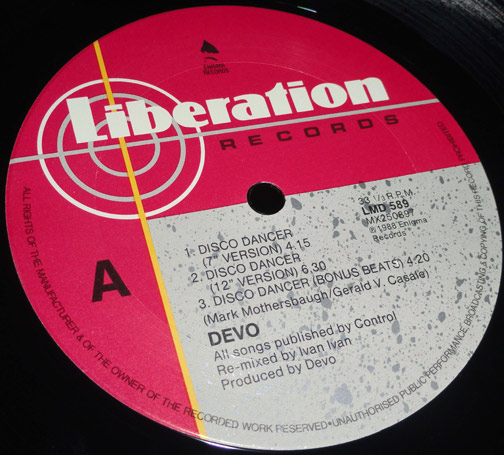 ENIGMA
RECORDS
Liberation
RECORDS
33 ⅓ R.P.M.
LMD 589
MX250697
℗ 1988 Enigma
Records
A
1. DISCO DANCER
(7" VERSION) 4.15
2. DISCO DANCER
(12" VERSION) 6.30
3. DISCO DANCER (BONUS BEATS) 4:20
(Mark Mothersbaugh/Gerald V. Casale)
DEVO
All songs published by Control
Re-mixed by Ivan Ivan
Produced by Devo
ALL RIGHTS OF THE MANUFACTURER & OF THE OWNER OF THE RECORDED WORK RESERVED • UNAUTHORISED PUBLIC PERFORMANCE, BROADCASTING & COPYING OF THIS RECORD PROHIBITED